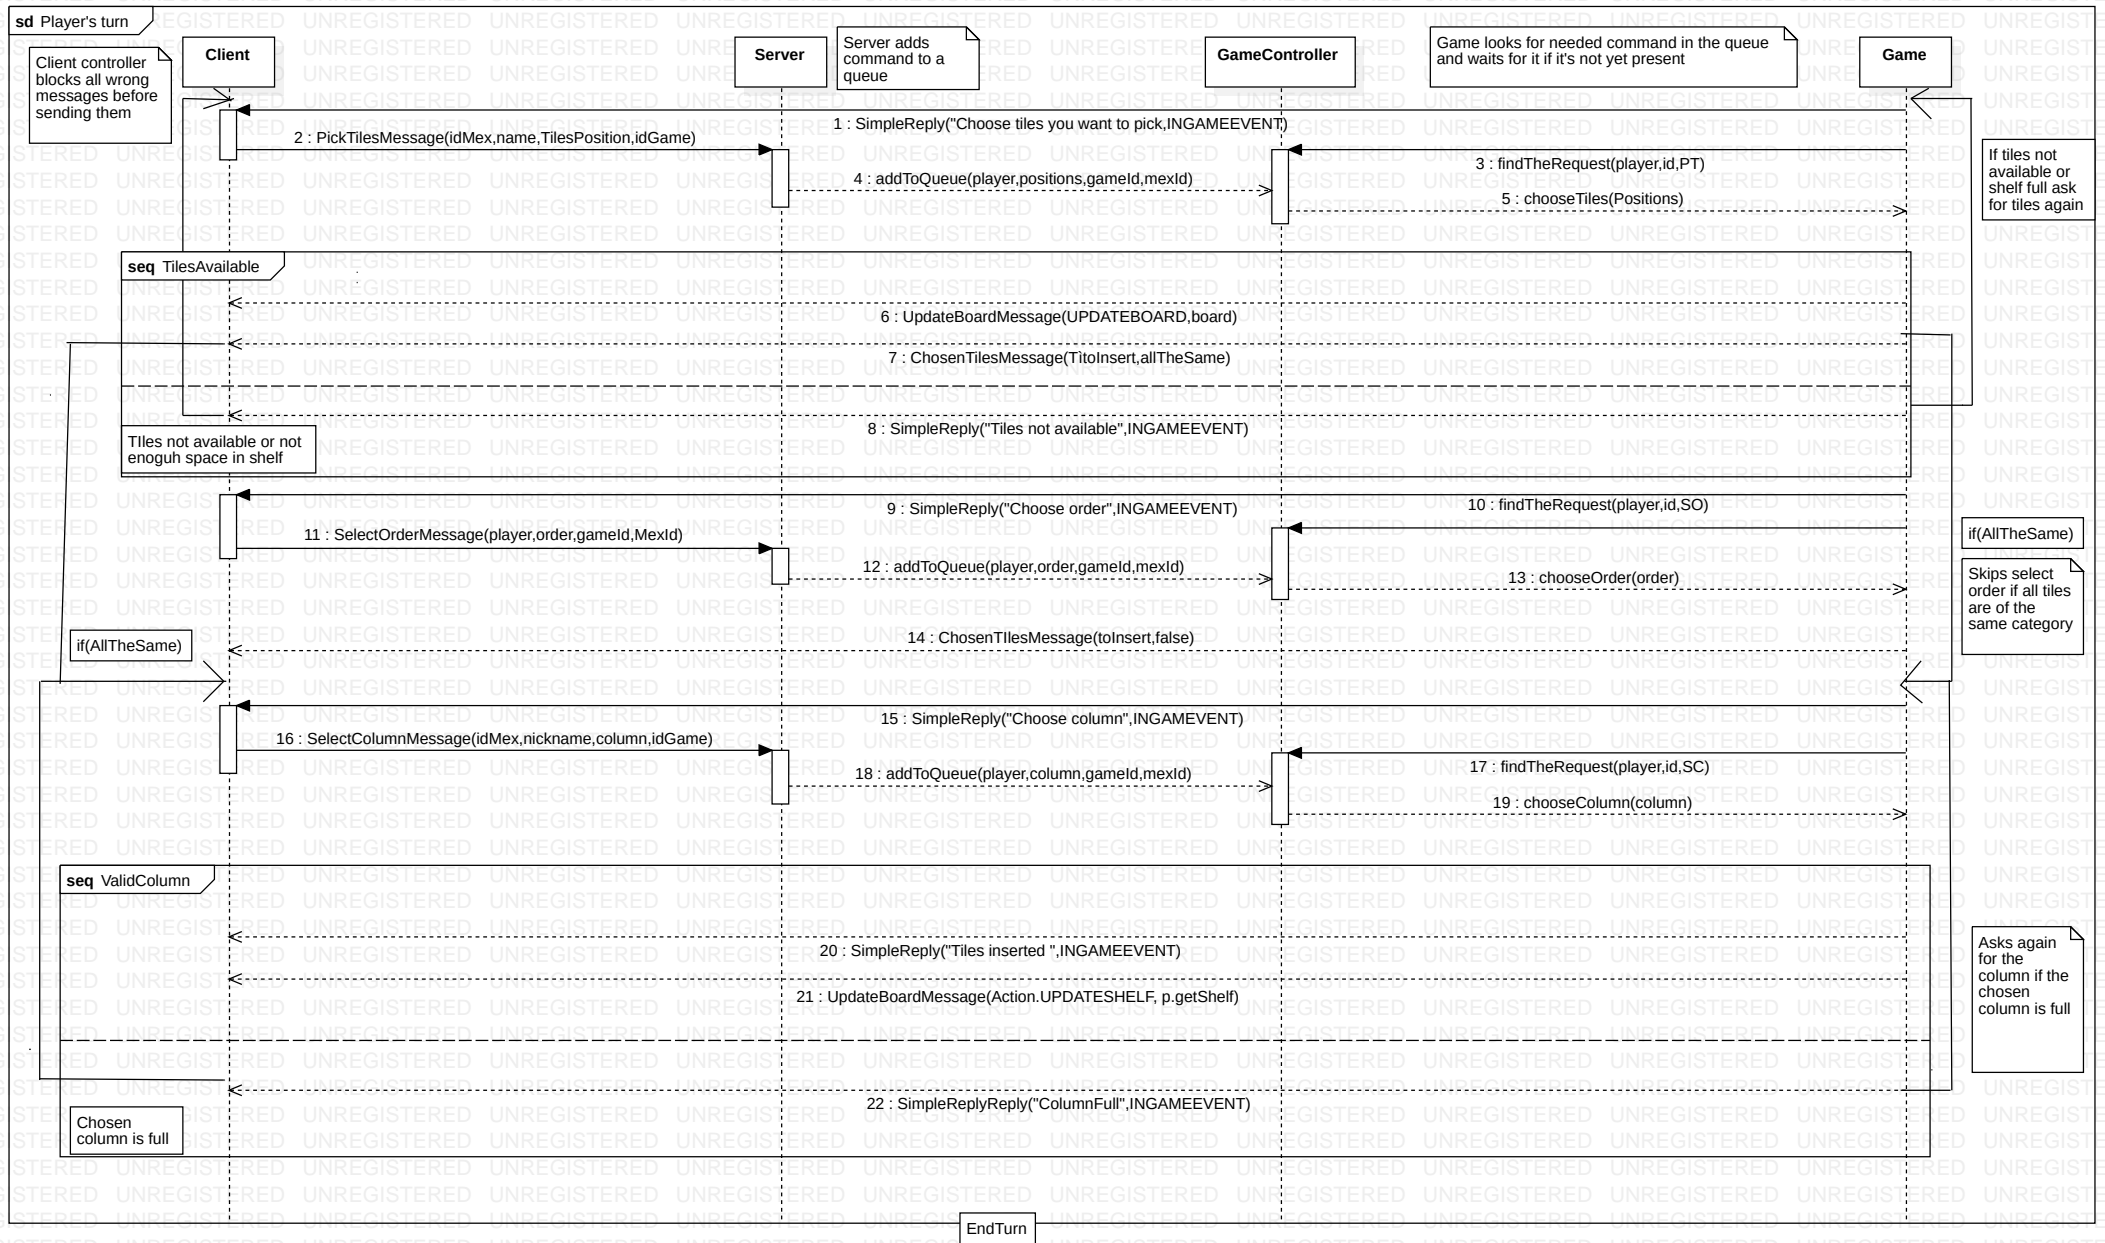 sd Player's turn
Client controller
blocks all wrong
messages before
sending them
Client
Server
Server adds
command to a
queue
GameController
Game looks for needed command in the queue
and waits for it if it's not yet present
Game
1 : SimpleReply("Choose tiles you want to pick,INGAMEEVENT)
2 : PickTilesMessage(idMex,name,TilesPosition,idGame)
3 : findTheRequest(player,id,PT)
4 : addToQueue(player,positions,gameId,mexId)
5 : chooseTiles(Positions)
If tiles not
available or
shelf full ask
for tiles again
seq TilesAvailable
6 : UpdateBoardMessage(UPDATEBOARD,board)
7 : ChosenTilesMessage(TìtoInsert,allTheSame)
8 : SimpleReply("Tiles not available",INGAMEEVENT)
TIles not available or not
enoguh space in shelf
9 : SimpleReply("Choose order",INGAMEEVENT)
10 : findTheRequest(player,id,SO)
11 : SelectOrderMessage(player,order,gameId,MexId)
12 : addToQueue(player,order,gameId,mexId)
13 : chooseOrder(order)
if(AllTheSame)
Skips select
order if all tiles
are of the
same category
14 : ChosenTIlesMessage(toInsert,false)
if(AllTheSame)
15 : SimpleReply("Choose column",INGAMEVENT)
16 : SelectColumnMessage(idMex,nickname,column,idGame)
17 : findTheRequest(player,id,SC)
18 : addToQueue(player,column,gameId,mexId)
19 : chooseColumn(column)
seq ValidColumn
20 : SimpleReply("Tiles inserted ",INGAMEEVENT)
21 : UpdateBoardMessage(Action.UPDATESHELF, p.getShelf)
Asks again
for the
column if the
chosen
column is full
22 : SimpleReplyReply("ColumnFull",INGAMEEVENT)
Chosen
column is full
EndTurn
UNREGISTERED